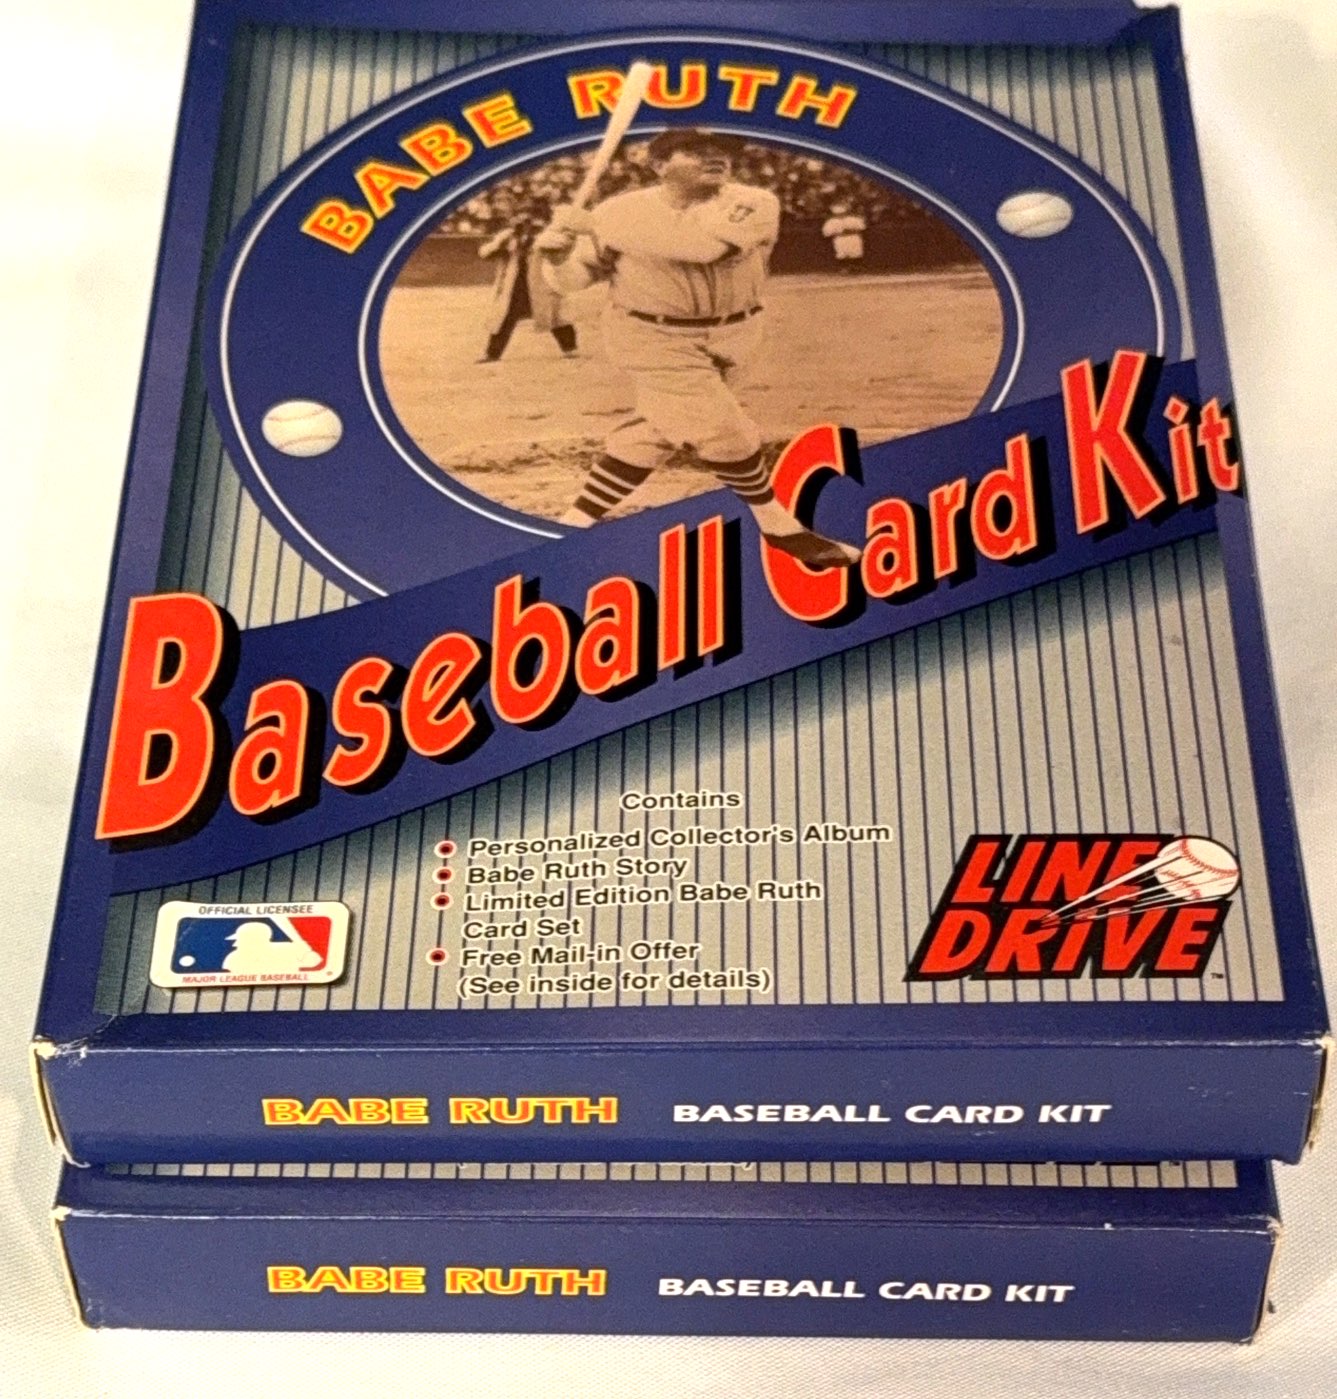 BABE RUTH
Baseball Card Kit
Contains
• Personalized Collector's Album
• Babe Ruth Story
• Limited Edition Babe Ruth
Card Set
• Free Mail-in Offer
(See inside for details)
OFFICIAL LICENSEE
MAJOR LEAGUE BASEBALL
LINE
DRIVE™
BABE RUTH BASEBALL CARD KIT
BABE RUTH BASEBALL CARD KIT